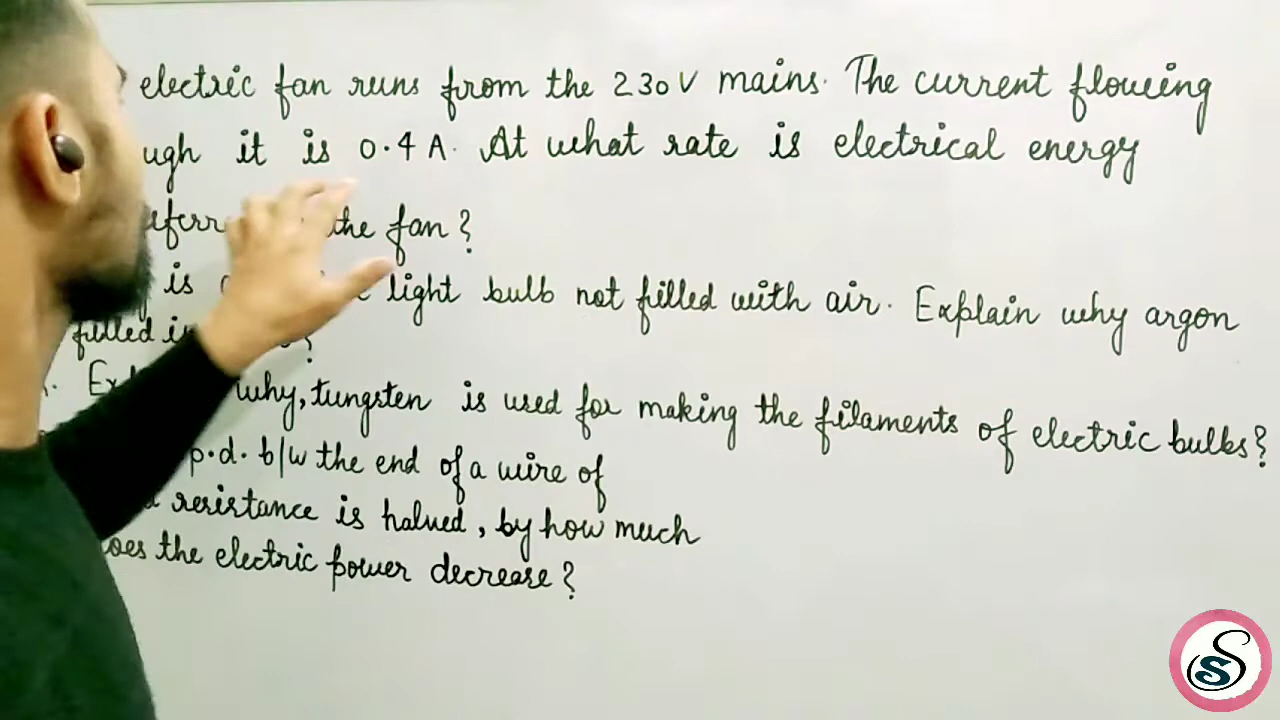 electric fan runs from the 230V mains. The current flowing
ugh it is 0.4 A. At what rate is electrical energy
the fan?
is light bulb not filled with air. Explain why argon
filled in ?
why, tungsten is used for making the filaments of electric bulbs?
p.d. b/w the end of a wire of
resistance is halved, by how much
oes the electric power decrease?
SS